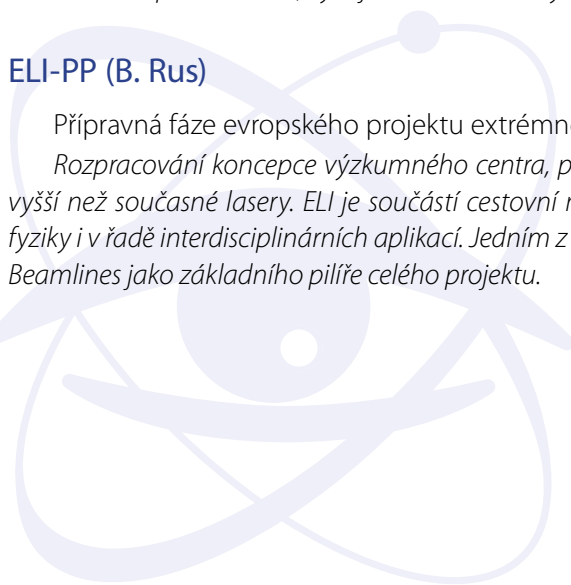 ELI-PP (B. Rus)
Přípravná fáze evropského projektu extrémn
Rozpracování koncepce výzkumného centra, p
vyšší než současné lasery. ELI je součástí cestovní
fyziky i v řadě interdisciplinárních aplikací. Jedním z
Beamlines jako základního pilíře celého projektu.